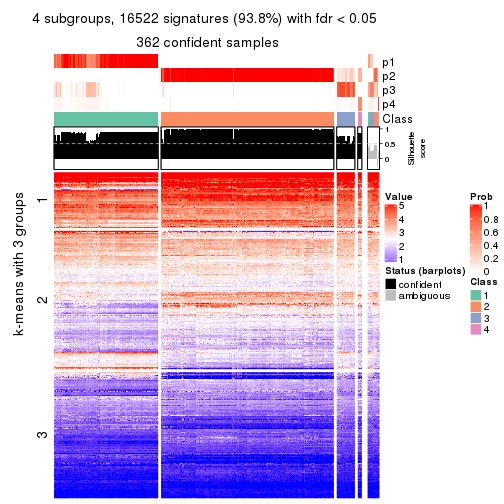 4 subgroups, 16522 signatures (93.8%) with fdr < 0.05
362 confident samples
p1
p2
p3
p4
Class
1
0.5
0
Silhouette
score
k-means with 3 groups
1
2
3
Value
5
4
3
2
1
Status (barplots)
confident
ambiguous
Prob
1
0.8
0.6
0.4
0.2
0
Class
1
2
3
4